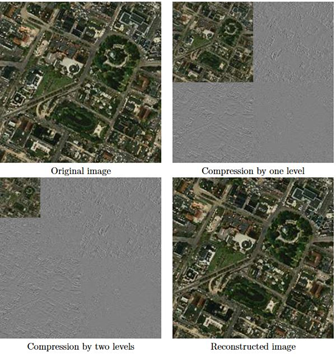 Original image
Compression by one level
Compression by two levels
Reconstructed image